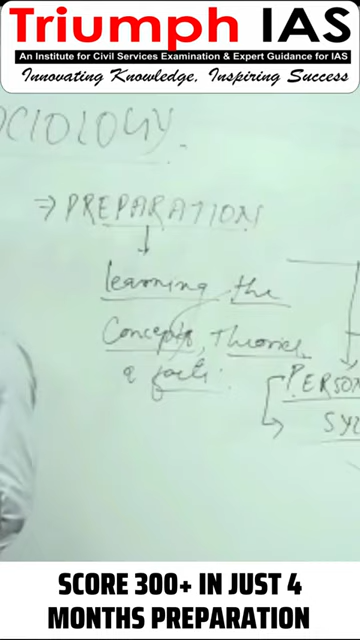 Triumph IAS
An Institute for Civil Services Examination & Expert Guidance for IAS
Innovating Knowledge, Inspiring Success
OCIOLOGY
⇒ PREPARATION
↓
learning the
Concepts, Theories
& facts.
PERSON
SY
SCORE 300+ IN JUST 4
MONTHS PREPARATION